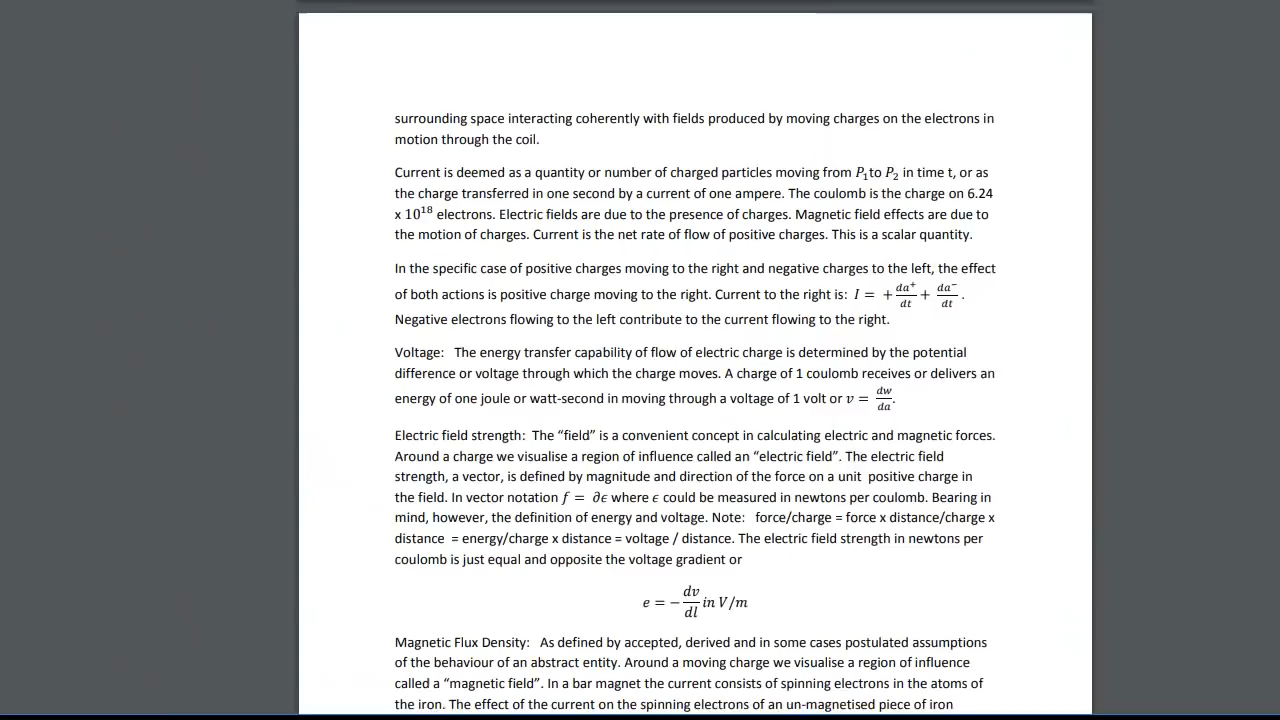 surrounding space interacting coherently with fields produced by moving charges on the electrons in
motion through the coil.
Current is deemed as a quantity or number of charged particles moving from P₁to P₂ in time t, or as
the charge transferred in one second by a current of one ampere. The coulomb is the charge on 6.24
x 10¹⁸ electrons. Electric fields are due to the presence of charges. Magnetic field effects are due to
the motion of charges. Current is the net rate of flow of positive charges. This is a scalar quantity.
In the specific case of positive charges moving to the right and negative charges to the left, the effect
of both actions is positive charge moving to the right. Current to the right is: I = + da⁺/dt + da⁻/dt .
Negative electrons flowing to the left contribute to the current flowing to the right.
Voltage: The energy transfer capability of flow of electric charge is determined by the potential
difference or voltage through which the charge moves. A charge of 1 coulomb receives or delivers an
energy of one joule or watt-second in moving through a voltage of 1 volt or v = dw/da.
Electric field strength: The “field” is a convenient concept in calculating electric and magnetic forces.
Around a charge we visualise a region of influence called an “electric field”. The electric field
strength, a vector, is defined by magnitude and direction of the force on a unit positive charge in
the field. In vector notation f = ∂ϵ where ϵ could be measured in newtons per coulomb. Bearing in
mind, however, the definition of energy and voltage. Note: force/charge = force x distance/charge x
distance = energy/charge x distance = voltage / distance. The electric field strength in newtons per
coulomb is just equal and opposite the voltage gradient or
e = − dv/dl in V/m
Magnetic Flux Density: As defined by accepted, derived and in some cases postulated assumptions
of the behaviour of an abstract entity. Around a moving charge we visualise a region of influence
called a “magnetic field”. In a bar magnet the current consists of spinning electrons in the atoms of
the iron. The effect of the current on the spinning electrons of an un-magnetised piece of iron